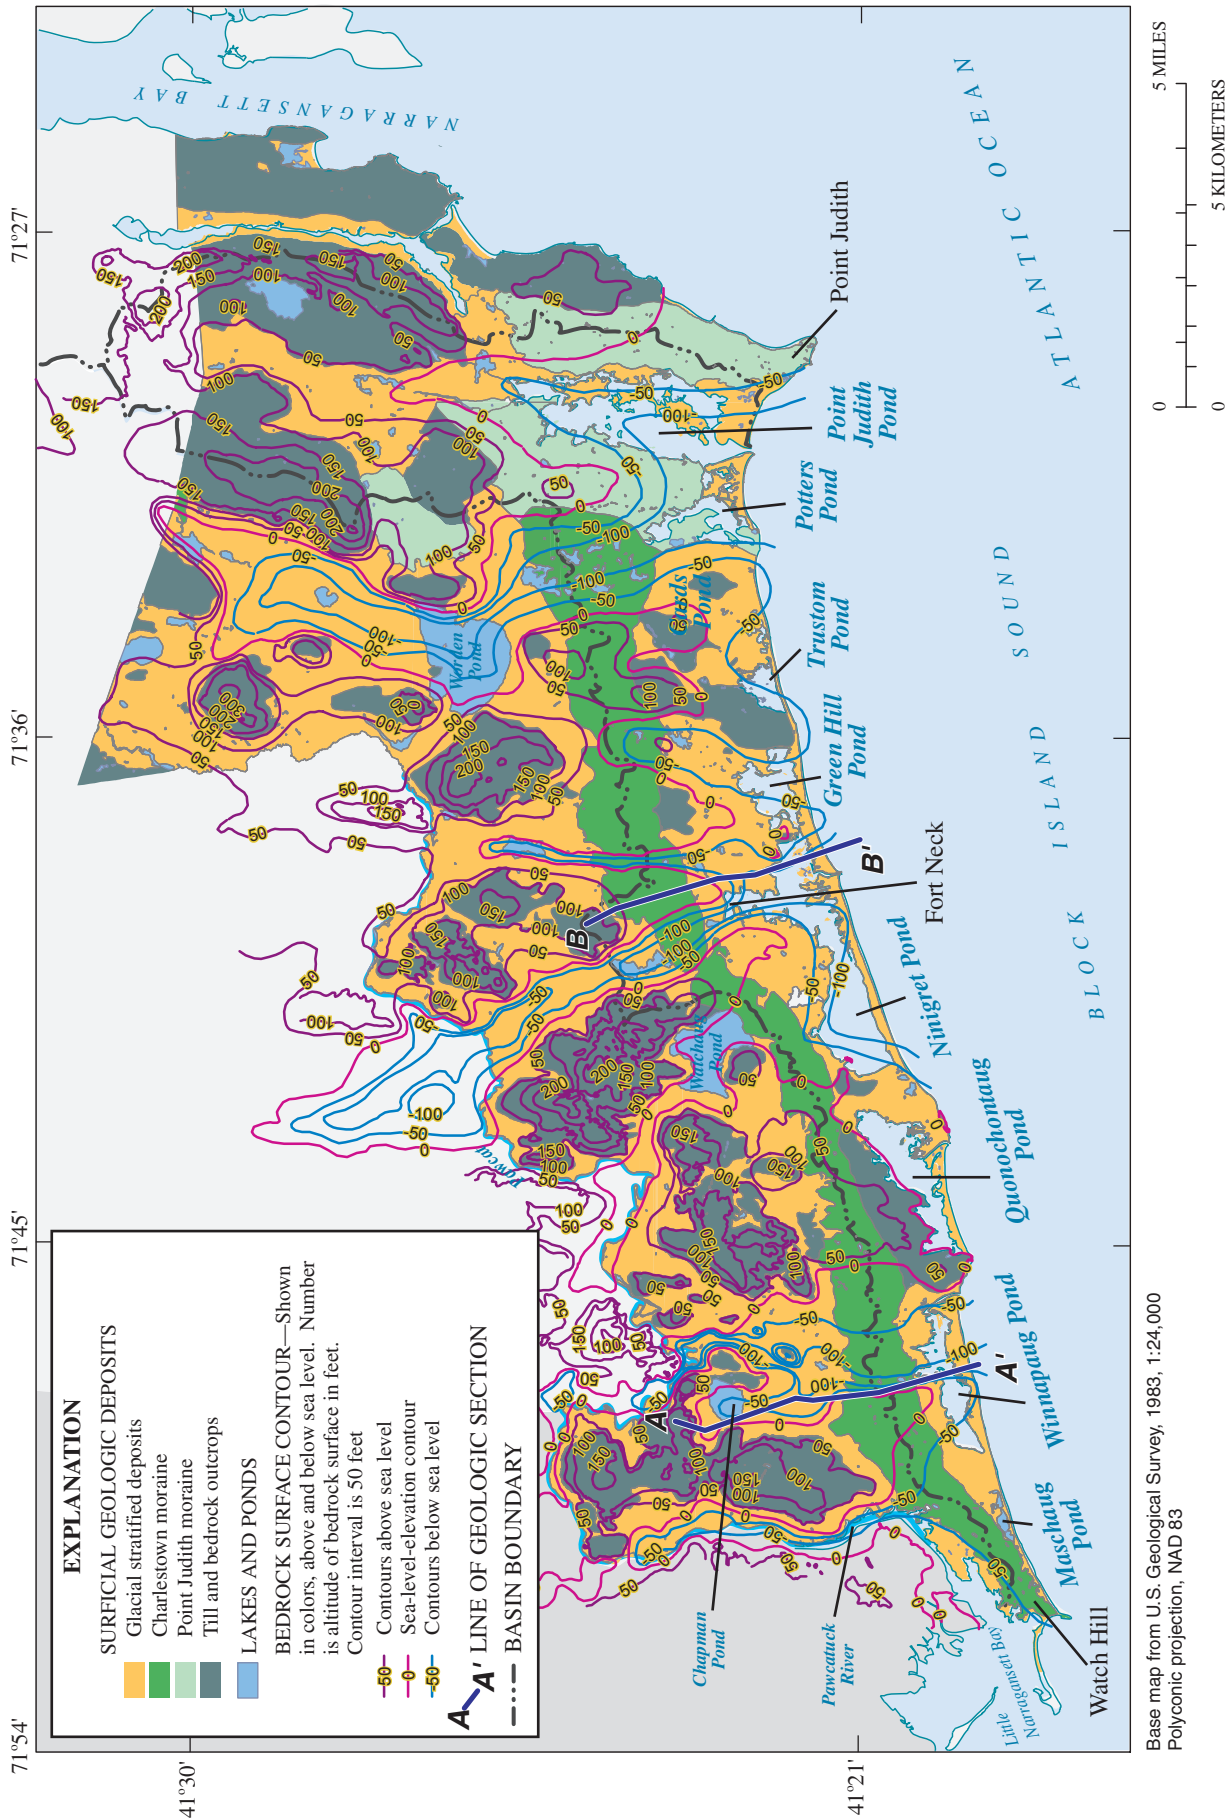 EXPLANATION
SURFICIAL GEOLOGIC DEPOSITS
Glacial stratified deposits
Charlestown moraine
Point Judith moraine
Till and bedrock outcrops
LAKES AND PONDS
BEDROCK SURFACE CONTOUR—Shown
in colors, above and below sea level. Number
is altitude of bedrock surface in feet.
Contour interval is 50 feet
50 Contours above sea level
0 Sea-level-elevation contour
-50 Contours below sea level
A A' LINE OF GEOLOGIC SECTION
BASIN BOUNDARY
71°54'
71°45'
71°36'
71°27'
41°30'
41°21'
NARRAGANSETT BAY
ATLANTIC OCEAN
BLOCK ISLAND SOUND
Point Judith
Point
Judith
Pond
Potters
Pond
Cards
Pond
Trustom
Pond
Green Hill
Pond
Worden
Pond
Fort Neck
Ninigret Pond
Watchaug
Pond
Quonochontaug
Pond
Winnapaug Pond
Maschaug
Pond
Chapman
Pond
Pawcatuck
River
Pawcat
Watch Hill
Little
Narragansett Bay
A
A'
B
B'
0 5 MILES
0 5 KILOMETERS
Base map from U.S. Geological Survey, 1983, 1:24,000
Polyconic projection, NAD 83